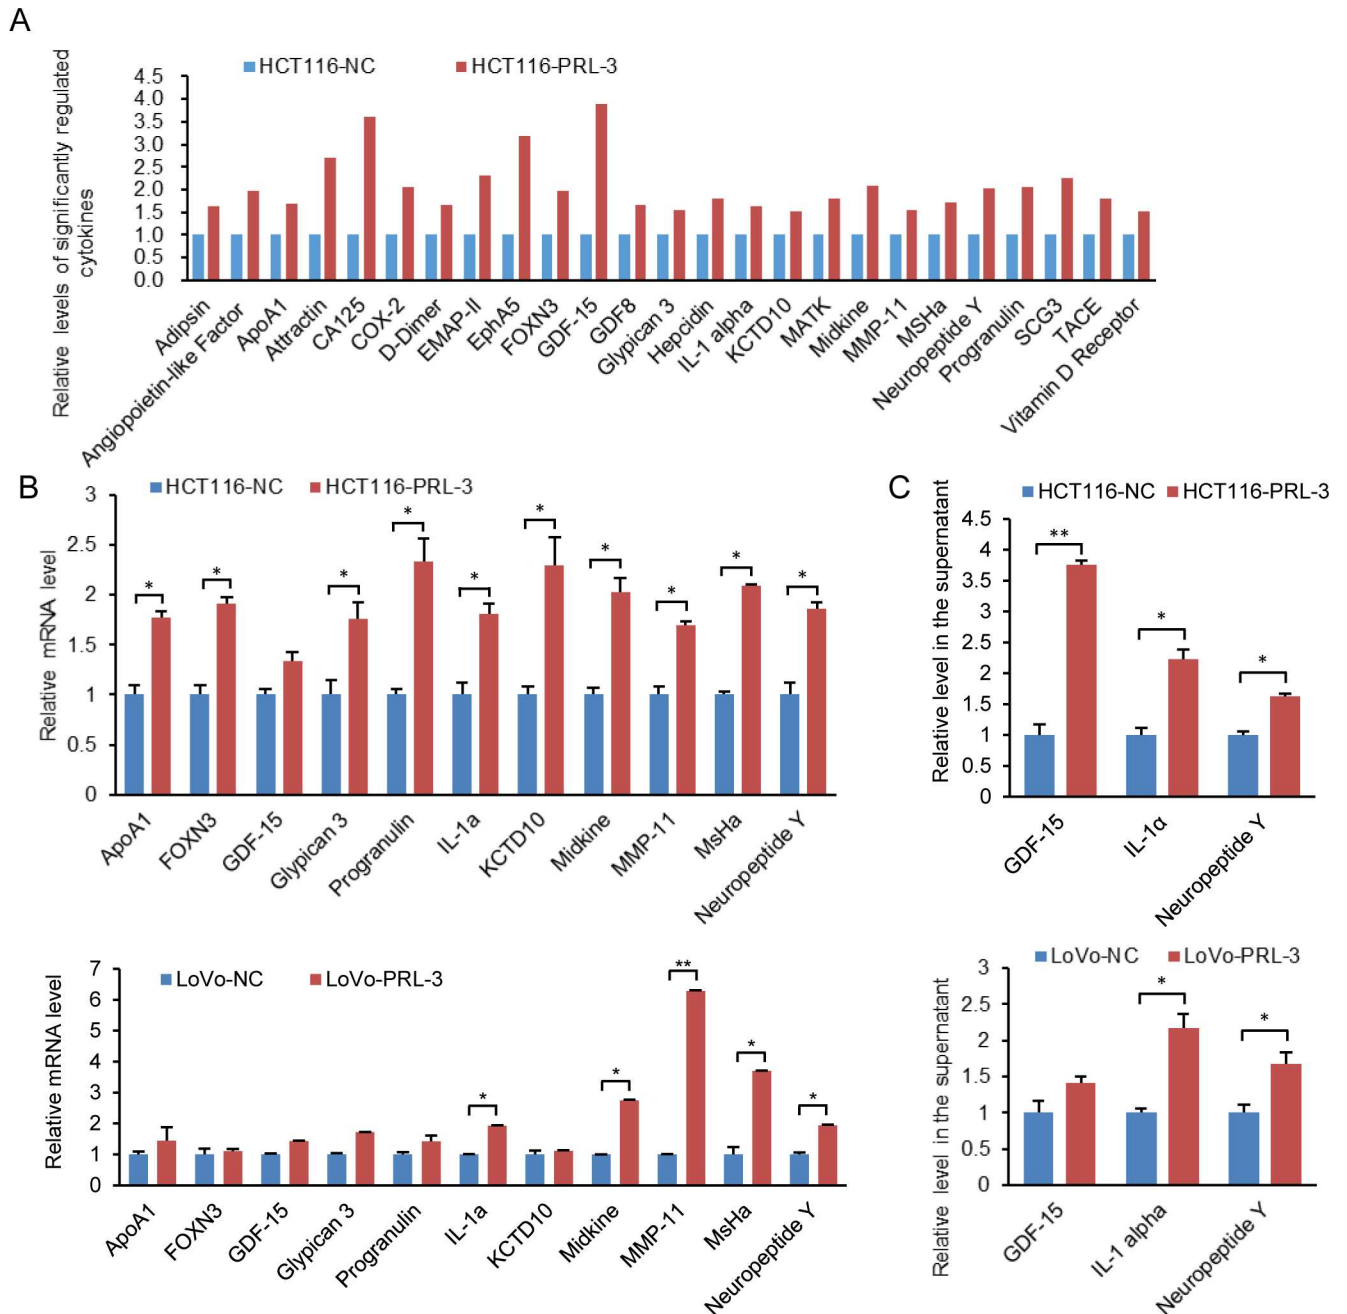 A
HCT116-NC HCT116-PRL-3
Relative levels of significantly regulated
cytokines
4.5
4.0
3.5
3.0
2.5
2.0
1.5
1.0
0.5
0.0
Adipsin
Angiopoietin-like Factor
ApoA1
Attractin
CA125
COX-2
D-Dimer
EMAP-II
EphA5
FOXN3
GDF-15
GDF8
Glypican 3
Hepcidin
IL-1 alpha
KCTD10
MATK
Midkine
MMP-11
MSHa
Neuropeptide Y
Progranulin
SCG3
TACE
Vitamin D Receptor
B
HCT116-NC HCT116-PRL-3
Relative mRNA level
3
2.5
2
1.5
1
0.5
0
* * * * * * * * * *
ApoA1
FOXN3
GDF-15
Glypican 3
Progranulin
IL-1a
KCTD10
Midkine
MMP-11
MsHa
Neuropeptide Y
LoVo-NC LoVo-PRL-3
Relative mRNA level
7
6
5
4
3
2
1
0
* * ** * *
ApoA1
FOXN3
GDF-15
Glypican 3
Progranulin
IL-1a
KCTD10
Midkine
MMP-11
MsHa
Neuropeptide Y
C
HCT116-NC HCT116-PRL-3
Relative level in the supernatant
4.5
4
3.5
3
2.5
2
1.5
1
0.5
0
** * *
GDF-15
IL-1α
Neuropeptide Y
LoVo-NC LoVo-PRL-3
Relative level in the supernatant
3
2.5
2
1.5
1
0.5
0
* *
GDF-15
IL-1 alpha
Neuropeptide Y